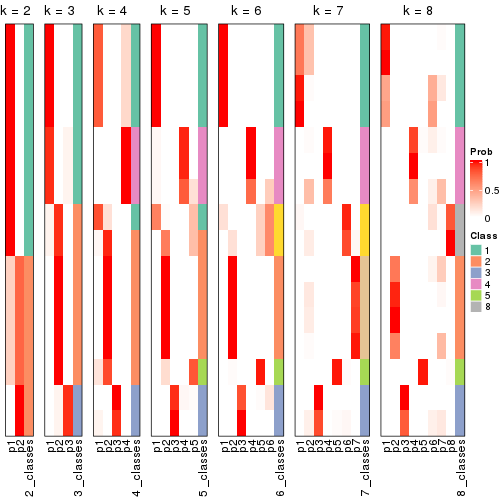 k = 2
k = 3
k = 4
k = 5
k = 6
k = 7
k = 8
Prob
1
0.5
0
Class
1
2
3
4
5
8
p1
p2
2_classes
p1
p2
p3
3_classes
p1
p2
p3
p4
4_classes
p1
p2
p3
p4
p5
5_classes
p1
p2
p3
p4
p5
p6
6_classes
p1
p2
p3
p4
p5
p6
p7
7_classes
p1
p2
p3
p4
p5
p6
p7
p8
8_classes